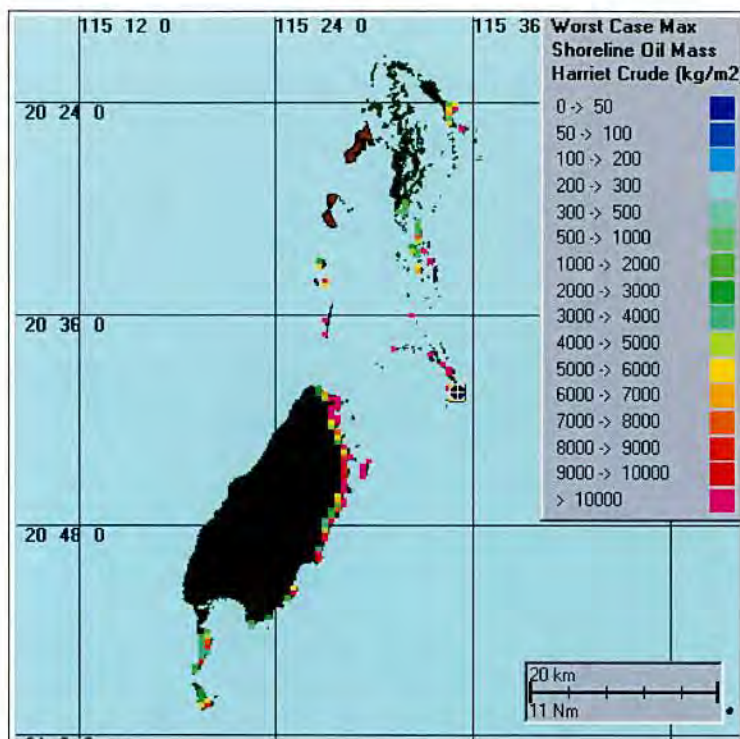 115 12 0
115 24 0
115 36
20 24 0
20 36 0
20 48 0
Worst Case Max
Shoreline Oil Mass
Harriet Crude (kg/m2
0 -> 50
50 -> 100
100 -> 200
200 -> 300
300 -> 500
500 -> 1000
1000 -> 2000
2000 -> 3000
3000 -> 4000
4000 -> 5000
5000 -> 6000
6000 -> 7000
7000 -> 8000
8000 -> 9000
9000 -> 10000
> 10000
20 km
11 Nm